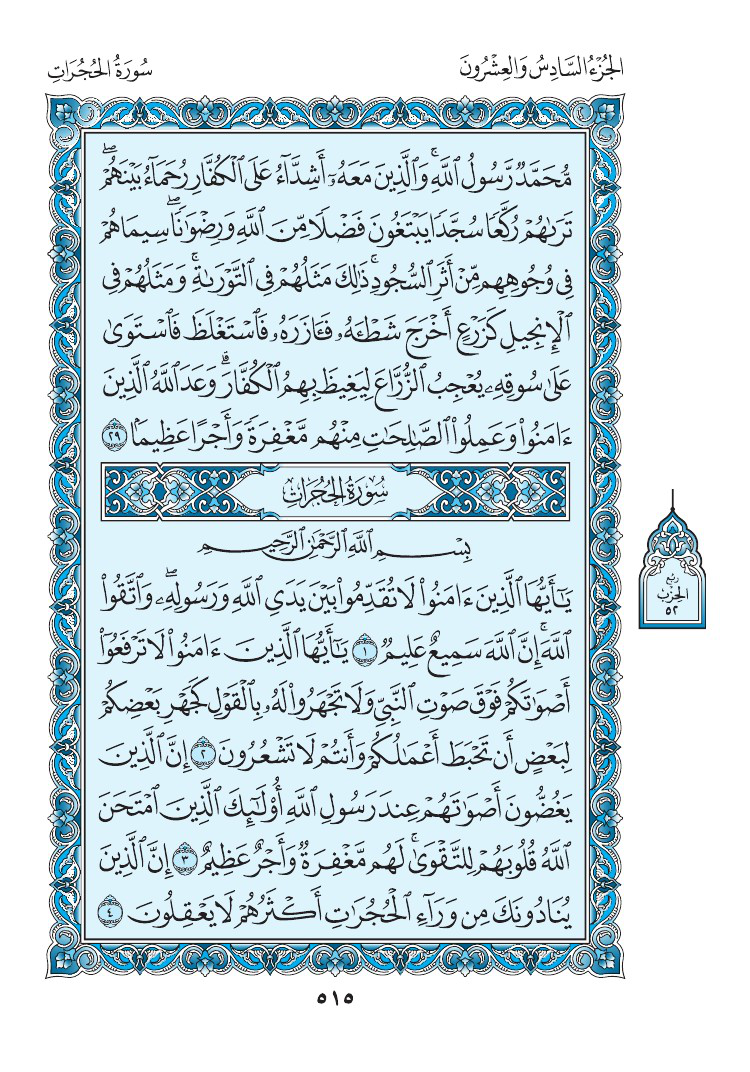 الجُزْءُ السَّادِسُ وَالعِشْرُونَ
سُورَةُ الحُجُرَاتِ
مُّحَمَّدٌ رَّسُولُ ٱللَّهِۚ وَٱلَّذِينَ مَعَهُۥٓ أَشِدَّآءُ عَلَى ٱلْكُفَّارِ رُحَمَآءُ بَيْنَهُمْۖ
تَرَىٰهُمْ رُكَّعًا سُجَّدًا يَبْتَغُونَ فَضْلًا مِّنَ ٱللَّهِ وَرِضْوَٰنًاۖ سِيمَاهُمْ
فِى وُجُوهِهِم مِّنْ أَثَرِ ٱلسُّجُودِۚ ذَٰلِكَ مَثَلُهُمْ فِى ٱلتَّوْرَىٰةِۚ وَمَثَلُهُمْ فِى
ٱلْإِنجِيلِ كَزَرْعٍ أَخْرَجَ شَطْـَٔهُۥ فَـَٔازَرَهُۥ فَٱسْتَغْلَظَ فَٱسْتَوَىٰ
عَلَىٰ سُوقِهِۦ يُعْجِبُ ٱلزُّرَّاعَ لِيَغِيظَ بِهِمُ ٱلْكُفَّارَۗ وَعَدَ ٱللَّهُ ٱلَّذِينَ
ءَامَنُوا۟ وَعَمِلُوا۟ ٱلصَّٰلِحَٰتِ مِنْهُم مَّغْفِرَةً وَأَجْرًا عَظِيمًۢا ٢٩
سُورَةُ الحُجُرَاتِ
بِسْمِ ٱللَّهِ ٱلرَّحْمَٰنِ ٱلرَّحِيمِ
يَٰٓأَيُّهَا ٱلَّذِينَ ءَامَنُوا۟ لَا تُقَدِّمُوا۟ بَيْنَ يَدَىِ ٱللَّهِ وَرَسُولِهِۦۖ وَٱتَّقُوا۟
ٱللَّهَۚ إِنَّ ٱللَّهَ سَمِيعٌ عَلِيمٌ ١ يَٰٓأَيُّهَا ٱلَّذِينَ ءَامَنُوا۟ لَا تَرْفَعُوٓا۟
أَصْوَٰتَكُمْ فَوْقَ صَوْتِ ٱلنَّبِىِّ وَلَا تَجْهَرُوا۟ لَهُۥ بِٱلْقَوْلِ كَجَهْرِ بَعْضِكُمْ
لِبَعْضٍ أَن تَحْبَطَ أَعْمَٰلُكُمْ وَأَنتُمْ لَا تَشْعُرُونَ ٢ إِنَّ ٱلَّذِينَ
يَغُضُّونَ أَصْوَٰتَهُمْ عِندَ رَسُولِ ٱللَّهِ أُو۟لَٰٓئِكَ ٱلَّذِينَ ٱمْتَحَنَ
ٱللَّهُ قُلُوبَهُمْ لِلتَّقْوَىٰۚ لَهُم مَّغْفِرَةٌ وَأَجْرٌ عَظِيمٌ ٣ إِنَّ ٱلَّذِينَ
يُنَادُونَكَ مِن وَرَآءِ ٱلْحُجُرَٰتِ أَكْثَرُهُمْ لَا يَعْقِلُونَ ٤
ربع
الحزب
٥٢
٥١٥